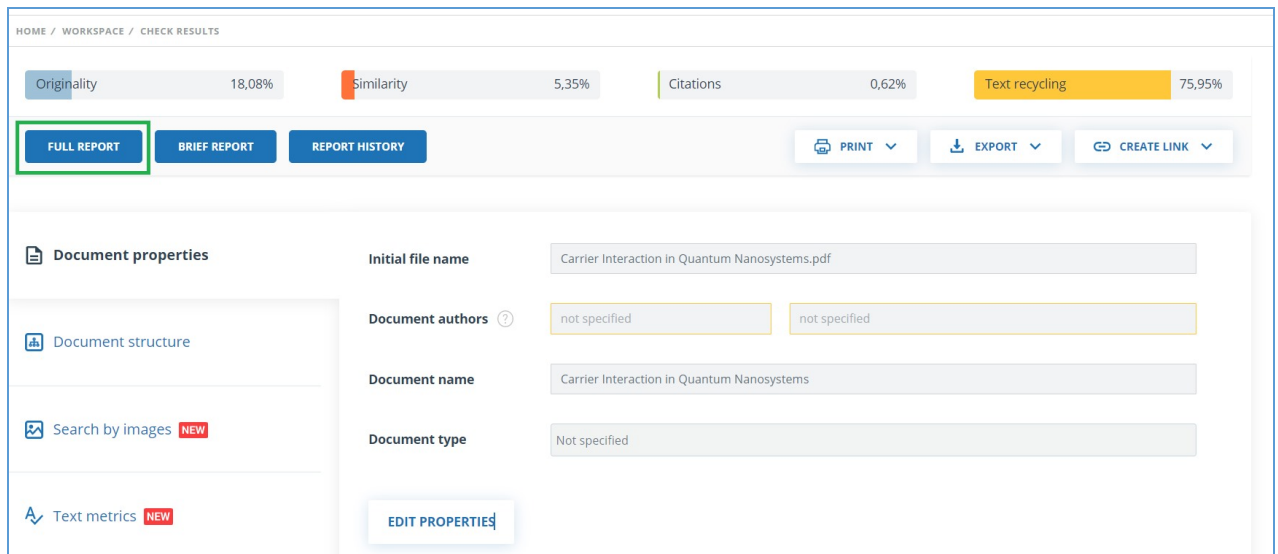 HOME / WORKSPACE / CHECK RESULTS
Originality 18,08% Similarity 5,35% Citations 0,62% Text recycling 75,95%
FULL REPORT BRIEF REPORT REPORT HISTORY PRINT EXPORT CREATE LINK
Document properties
Initial file name Carrier Interaction in Quantum Nanosystems.pdf
Document authors ? not specified not specified
Document structure
Document name Carrier Interaction in Quantum Nanosystems
Search by images NEW
Document type Not specified
Text metrics NEW
EDIT PROPERTIES